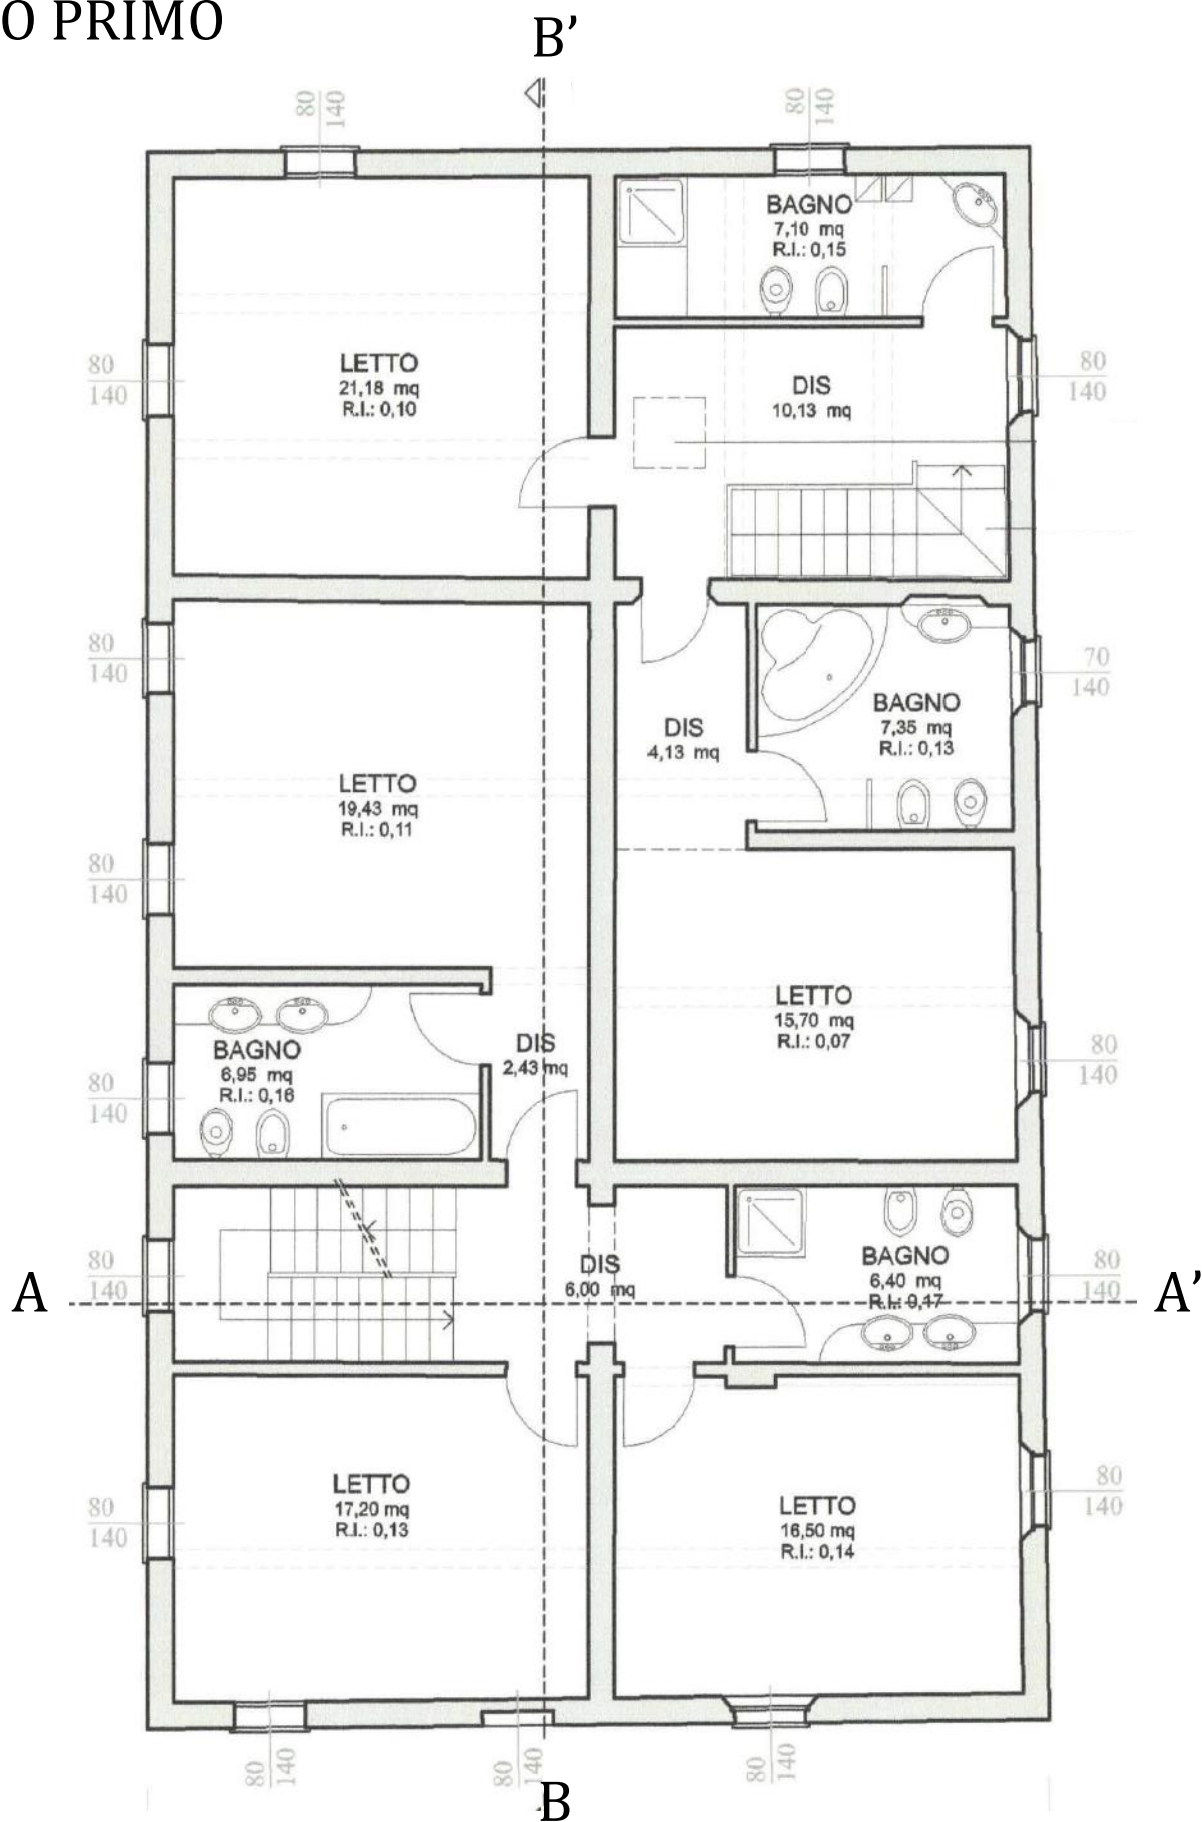 O PRIMO
B’
80
140
80
140
BAGNO
7,10 mq
R.I.: 0,15
80
140
LETTO
21,18 mq
R.I.: 0,10
DIS
10,13 mq
80
140
80
140
70
140
BAGNO
7,35 mq
R.I.: 0,13
DIS
4,13 mq
LETTO
19,43 mq
R.I.: 0,11
80
140
LETTO
15,70 mq
R.I.: 0,07
80
140
DIS
2,43 mq
BAGNO
6,95 mq
R.I.: 0,16
80
140
A
80
140
DIS
6,00 mq
BAGNO
6,40 mq
R.I.: 0,17
80
140
A’
LETTO
17,20 mq
R.I.: 0,13
80
140
LETTO
16,50 mq
R.I.: 0,14
80
140
80
140
80
140
80
140
B